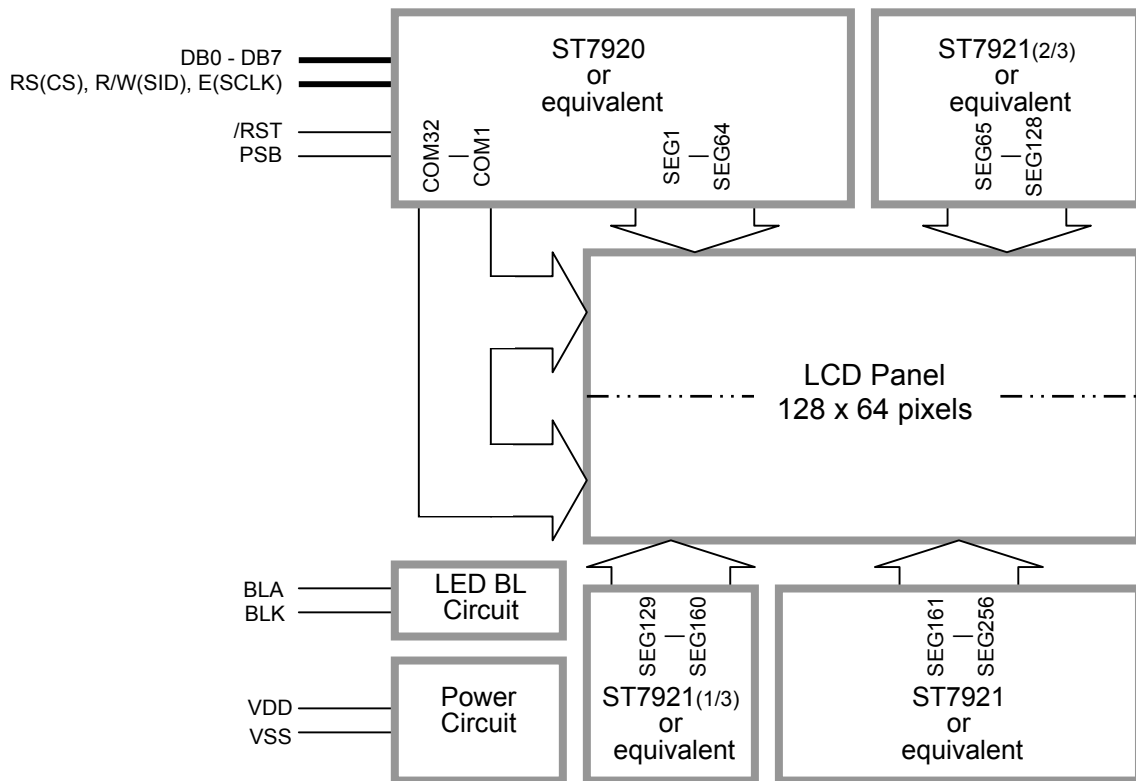 DB0 - DB7
RS(CS), R/W(SID), E(SCLK)
/RST
PSB
ST7920
or
equivalent
COM32
COM1
SEG1
SEG64
ST7921(2/3)
or
equivalent
SEG65
SEG128
LCD Panel
128 x 64 pixels
BLA
BLK
LED BL
Circuit
VDD
VSS
Power
Circuit
SEG129
SEG160
ST7921(1/3)
or
equivalent
SEG161
SEG256
ST7921
or
equivalent